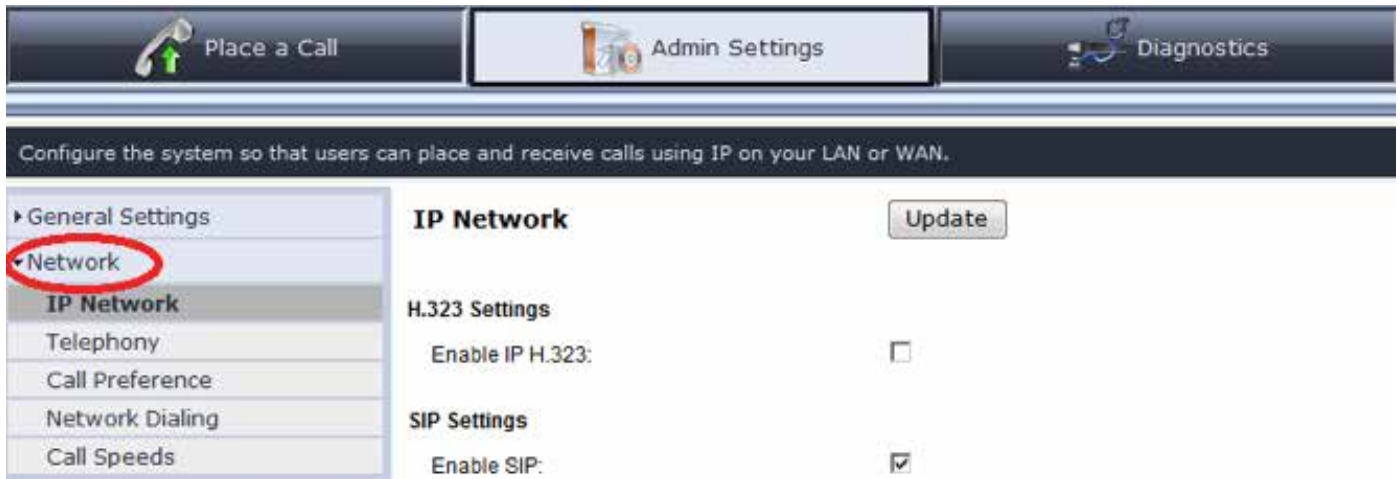 Place a Call
Admin Settings
Diagnostics
Configure the system so that users can place and receive calls using IP on your LAN or WAN.
General Settings
Network
IP Network
Telephony
Call Preference
Network Dialing
Call Speeds
IP Network
Update
H.323 Settings
Enable IP H.323:
SIP Settings
Enable SIP: